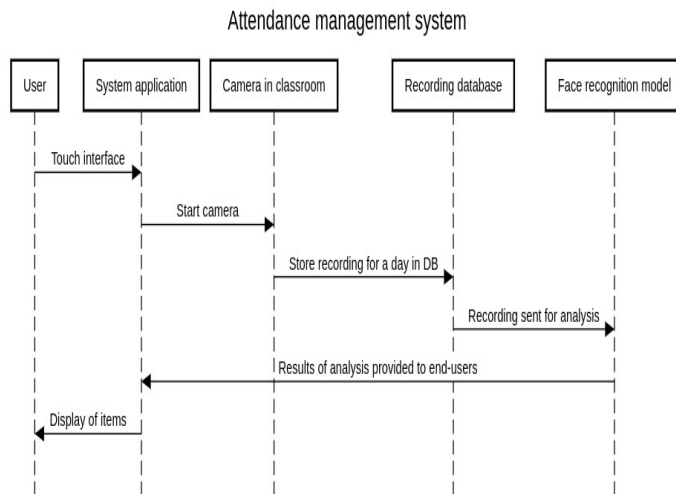 Attendance management system
User
System application
Camera in classroom
Recording database
Face recognition model
Touch interface
Start camera
Store recording for a day in DB
Recording sent for analysis
Results of analysis provided to end-users
Display of items